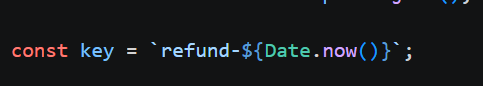 const key = `refund-${Date.now()}`;